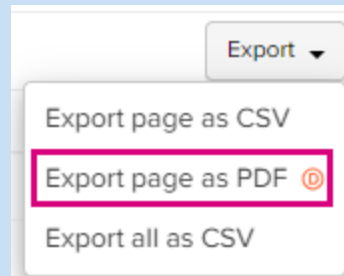 Export
Export page as CSV
Export page as PDF D
Export all as CSV